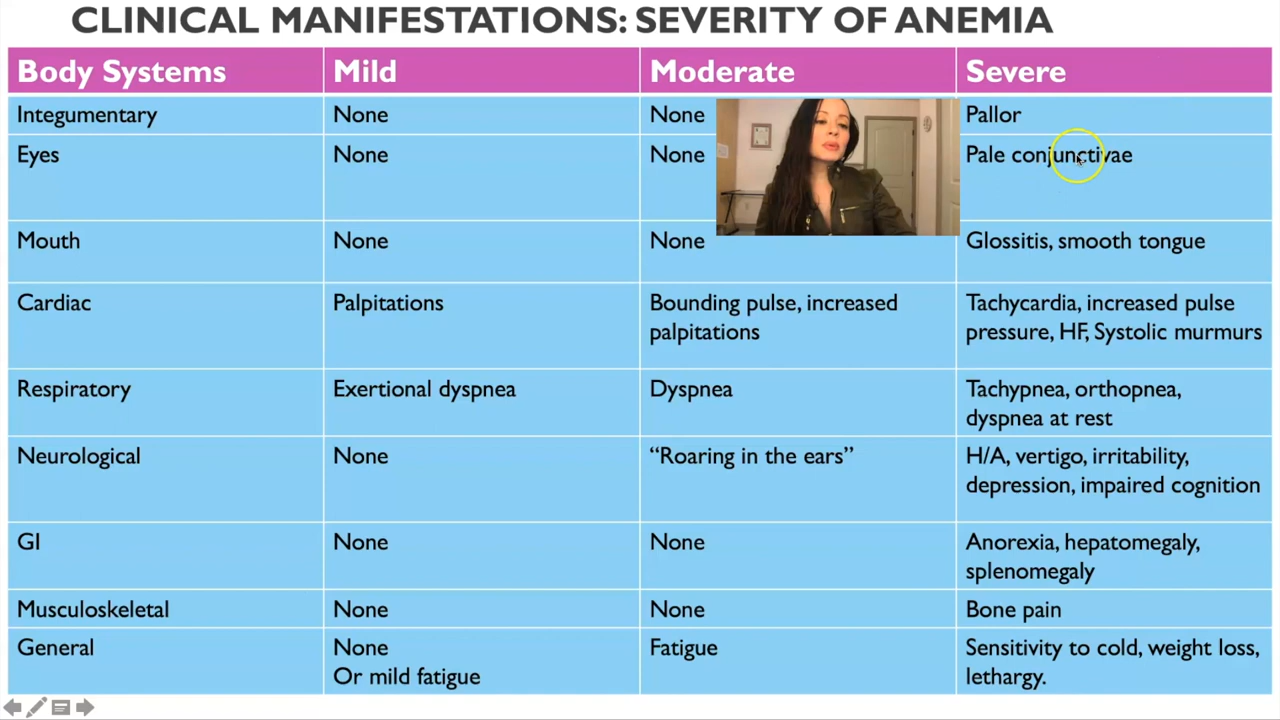 CLINICAL MANIFESTATIONS: SEVERITY OF ANEMIA
Body Systems Mild Moderate Severe
Integumentary None None Pallor
Eyes None None Pale conjunctivae
Mouth None None Glossitis, smooth tongue
Cardiac Palpitations Bounding pulse, increased Tachycardia, increased pulse
palpitations pressure, HF, Systolic murmurs
Respiratory Exertional dyspnea Dyspnea Tachypnea, orthopnea,
dyspnea at rest
Neurological None “Roaring in the ears” H/A, vertigo, irritability,
depression, impaired cognition
GI None None Anorexia, hepatomegaly,
splenomegaly
Musculoskeletal None None Bone pain
General None Fatigue Sensitivity to cold, weight loss,
Or mild fatigue lethargy.